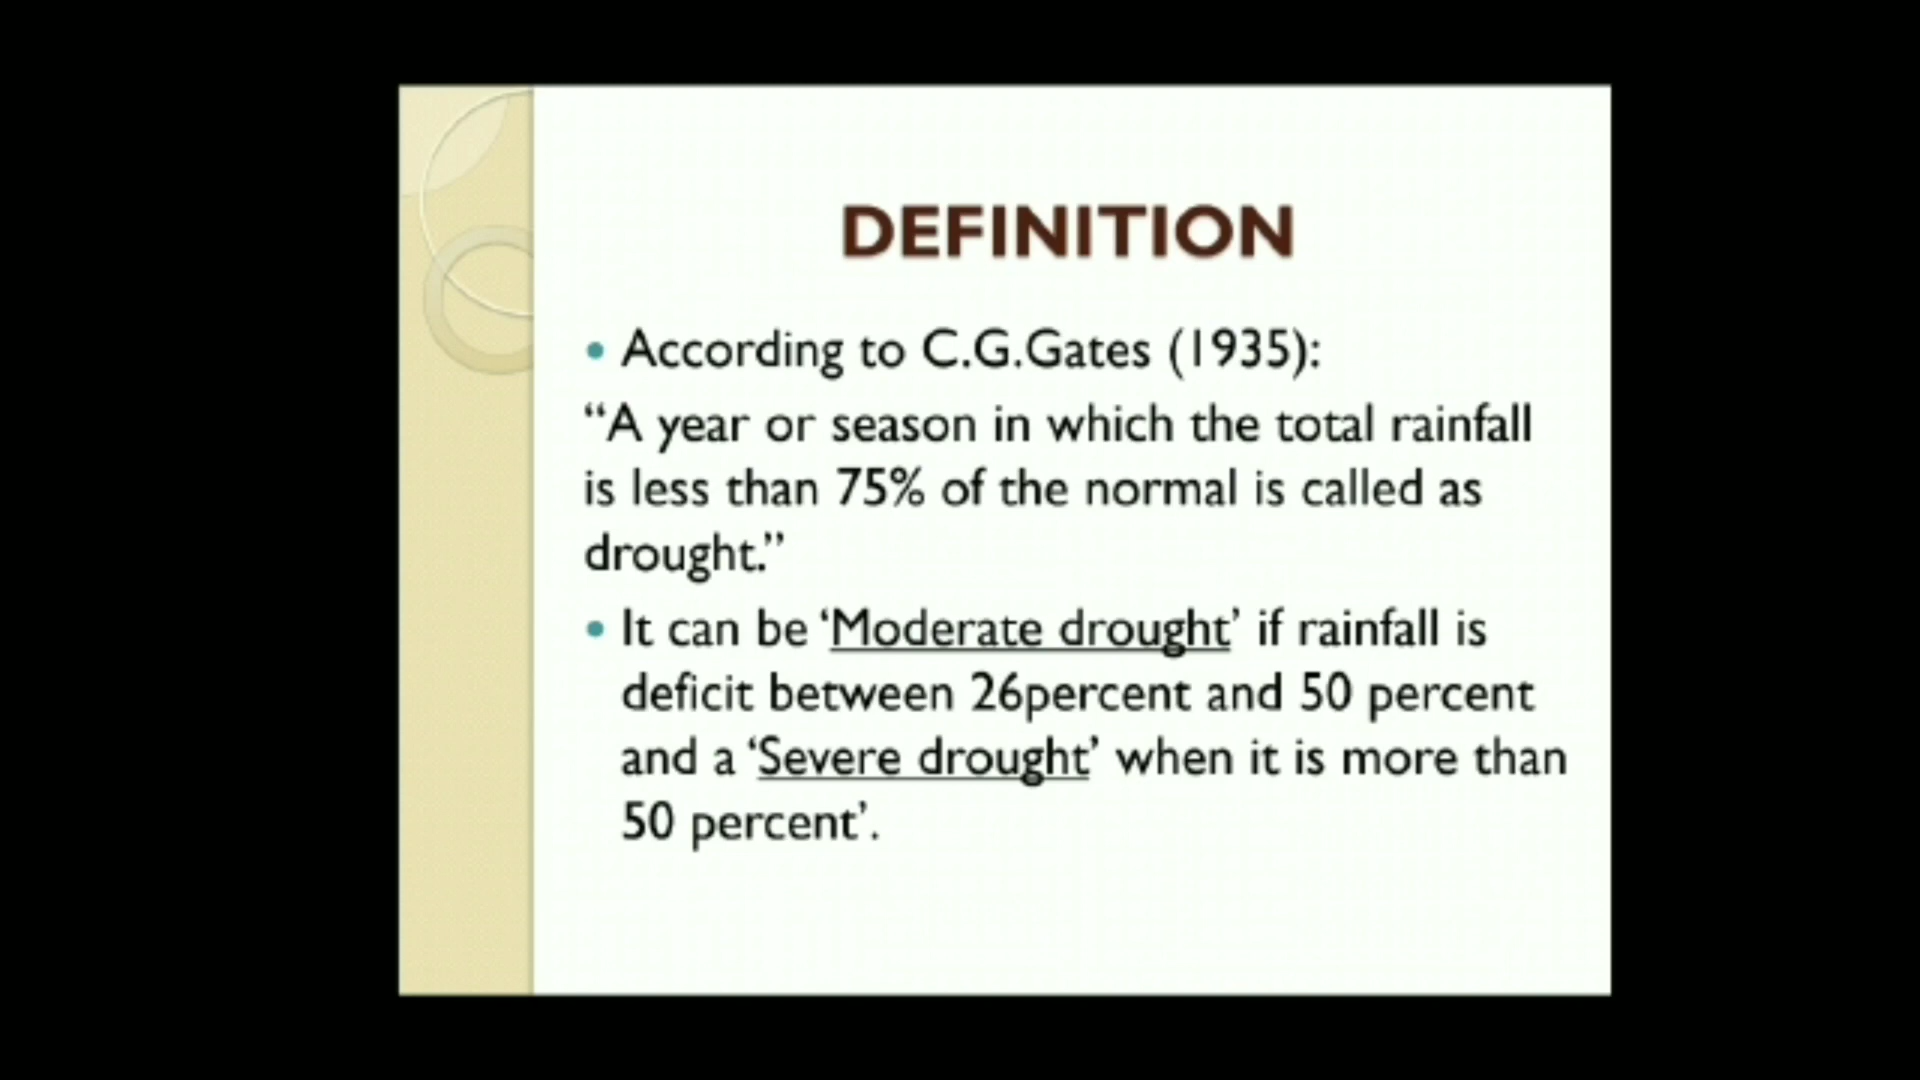 DEFINITION
• According to C.G.Gates (1935):
“A year or season in which the total rainfall
is less than 75% of the normal is called as
drought.”
• It can be ‘Moderate drought’ if rainfall is
deficit between 26percent and 50 percent
and a ‘Severe drought’ when it is more than
50 percent’.